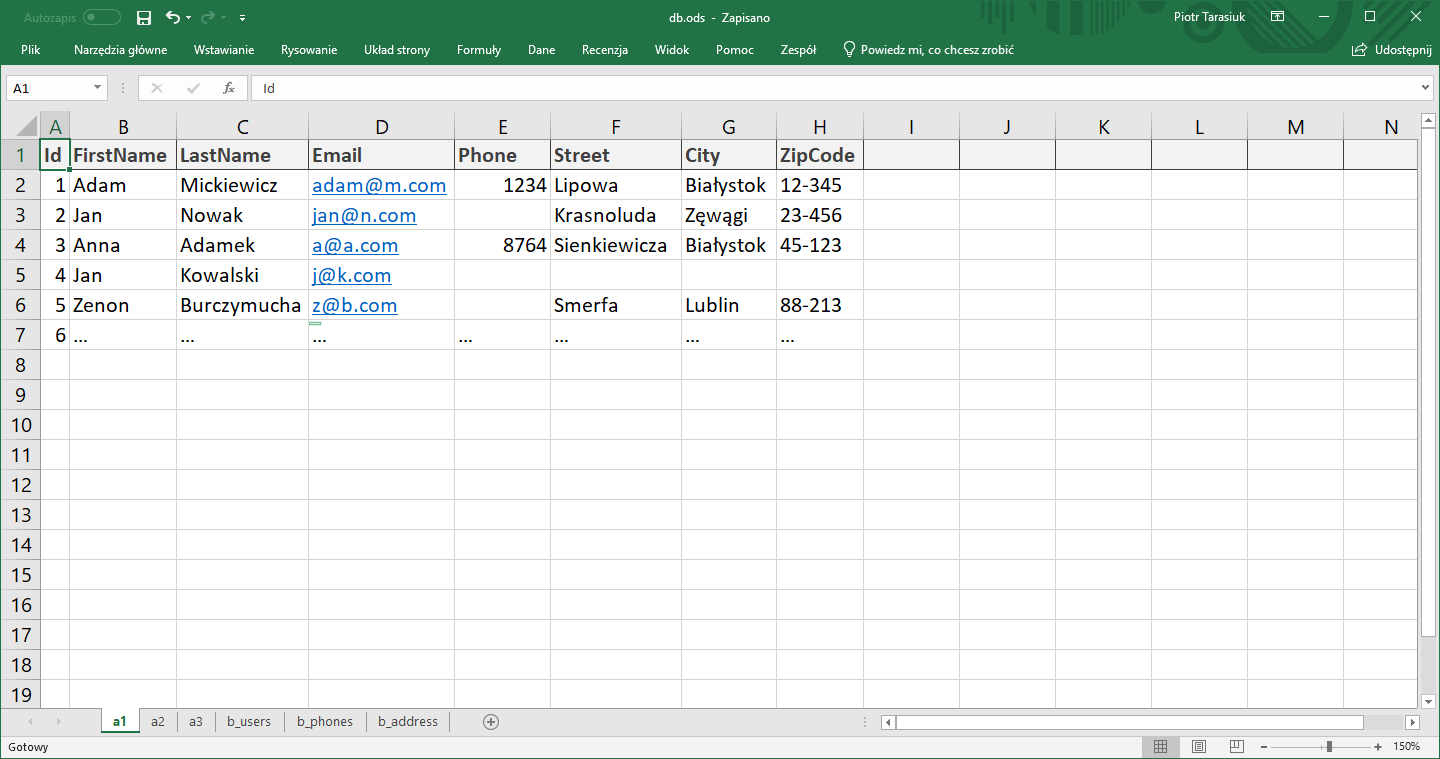 Autozapis db.ods - Zapisano Piotr Tarasiuk
Plik Narzędzia główne Wstawianie Rysowanie Układ strony Formuły Dane Recenzja Widok Pomoc Zespół Powiedz mi, co chcesz zrobić Udostępnij
A1 fx Id
A B C D E F G H I J K L M N
1 Id FirstName LastName Email Phone Street City ZipCode
2 1 Adam Mickiewicz adam@m.com 1234 Lipowa Białystok 12-345
3 2 Jan Nowak jan@n.com Krasnoluda Zęwągi 23-456
4 3 Anna Adamek a@a.com 8764 Sienkiewicza Białystok 45-123
5 4 Jan Kowalski j@k.com
6 5 Zenon Burczymucha z@b.com Smerfa Lublin 88-213
7 6 ... ... ... ... ... ... ...
8
9
10
11
12
13
14
15
16
17
18
19
a1 a2 a3 b_users b_phones b_address
Gotowy 150%